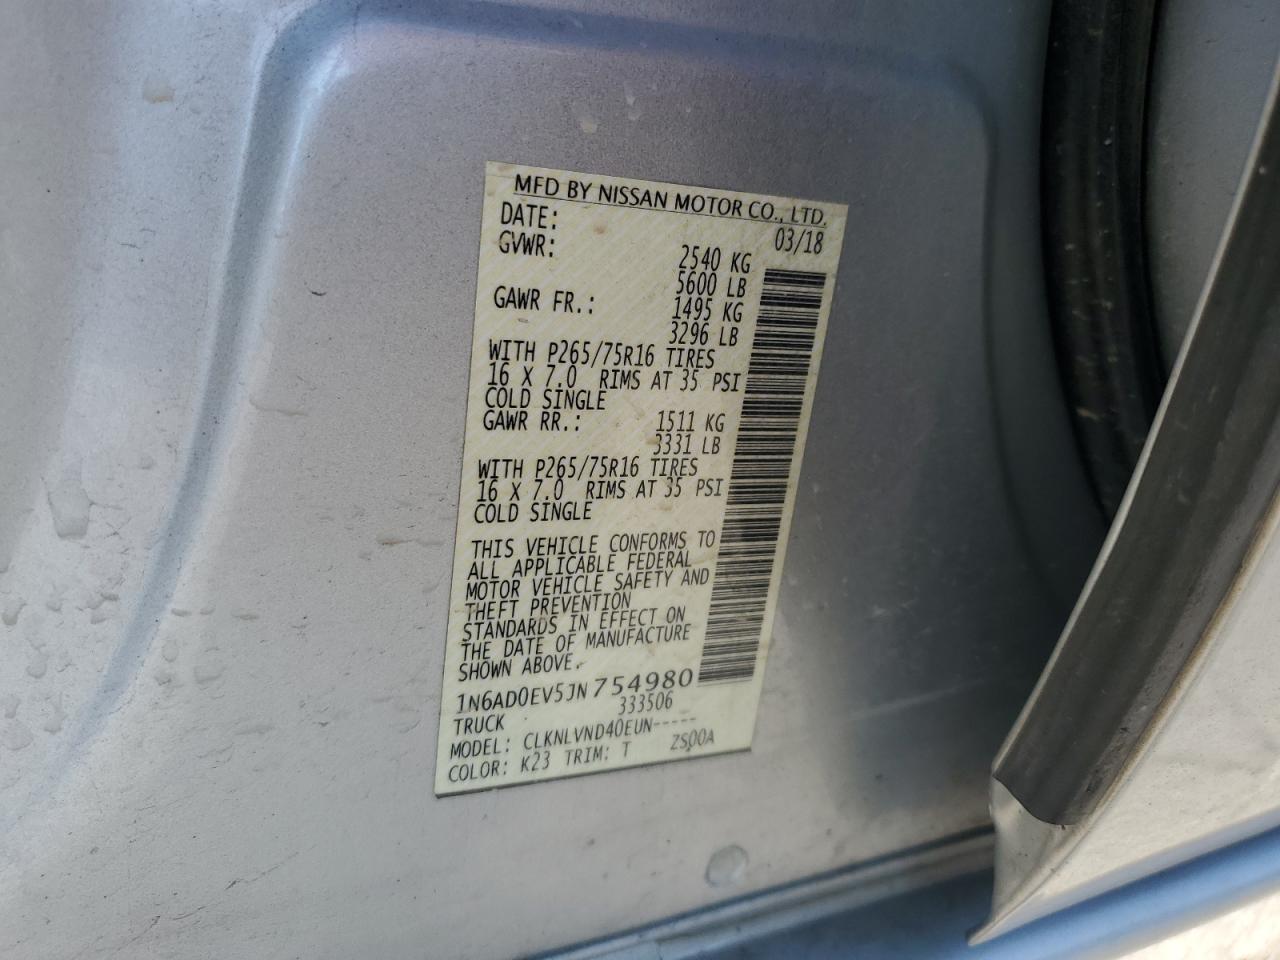 MFD BY NISSAN MOTOR CO., LTD.
DATE: 03/18
GVWR: 2540 KG
5600 LB
GAWR FR.: 1495 KG
3296 LB
WITH P265/75R16 TIRES
16 X 7.0 RIMS AT 35 PSI
COLD SINGLE
GAWR RR.: 1511 KG
3331 LB
WITH P265/75R16 TIRES
16 X 7.0 RIMS AT 35 PSI
COLD SINGLE
THIS VEHICLE CONFORMS TO
ALL APPLICABLE FEDERAL
MOTOR VEHICLE SAFETY AND
THEFT PREVENTION
STANDARDS IN EFFECT ON
THE DATE OF MANUFACTURE
SHOWN ABOVE.
1N6AD0EV5JN754980
TRUCK 333506
MODEL: CLKNLVND40EUN-----
COLOR: K23 TRIM: T ZS00A